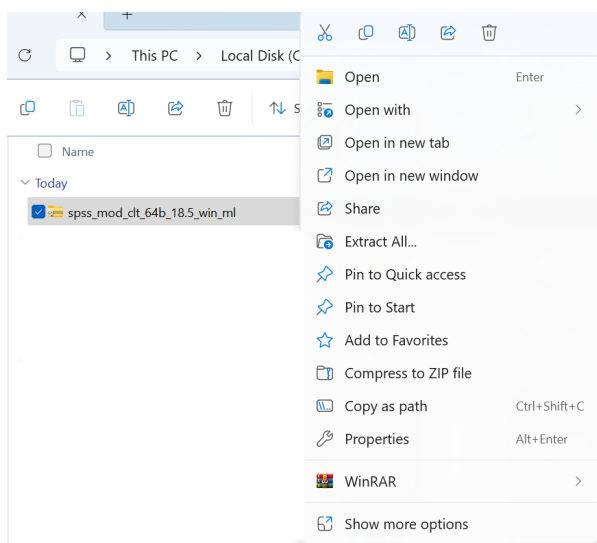 This PC > Local Disk (C
S
Name
Today
spss_mod_clt_64b_18.5_win_ml
Open Enter
Open with
Open in new tab
Open in new window
Share
Extract All...
Pin to Quick access
Pin to Start
Add to Favorites
Compress to ZIP file
Copy as path Ctrl+Shift+C
Properties Alt+Enter
WinRAR
Show more options